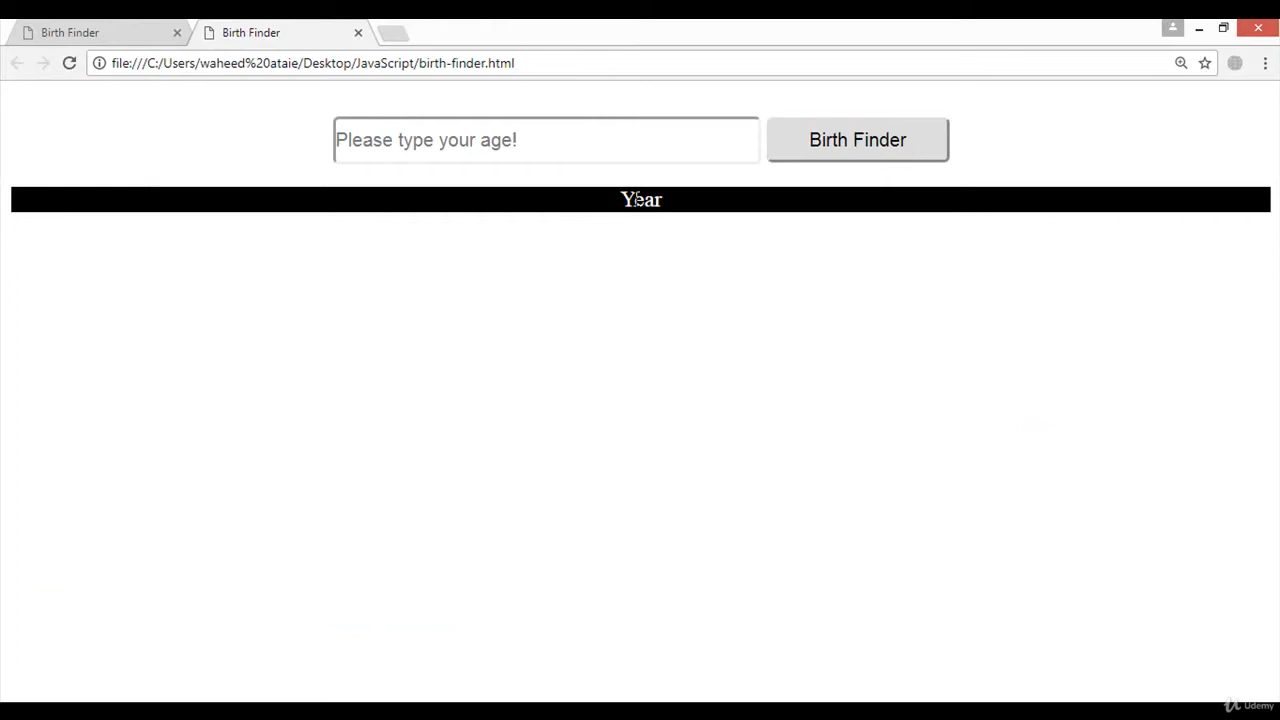 Birth Finder
Birth Finder
file:///C:/Users/waheed%20ataie/Desktop/JavaScript/birth-finder.html
Please type your age!
Birth Finder
Year
Udemy